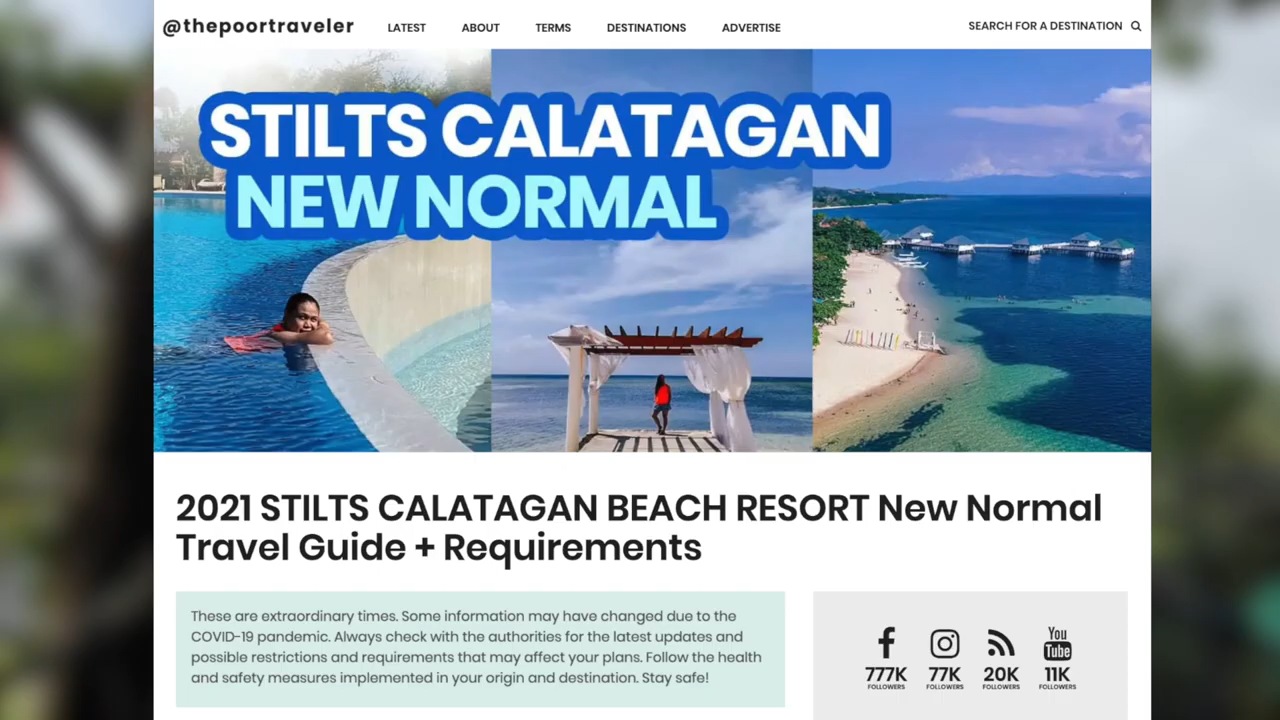 @thepoortraveler
LATEST
ABOUT
TERMS
DESTINATIONS
ADVERTISE
SEARCH FOR A DESTINATION
STILTS CALATAGAN
NEW NORMAL
2021 STILTS CALATAGAN BEACH RESORT New Normal
Travel Guide + Requirements
These are extraordinary times. Some information may have changed due to the
COVID-19 pandemic. Always check with the authorities for the latest updates and
possible restrictions and requirements that may affect your plans. Follow the health
and safety measures implemented in your origin and destination. Stay safe!
You
Tube
777K
77K
20K
11K
FOLLOWERS
FOLLOWERS
FOLLOWERS
FOLLOWERS